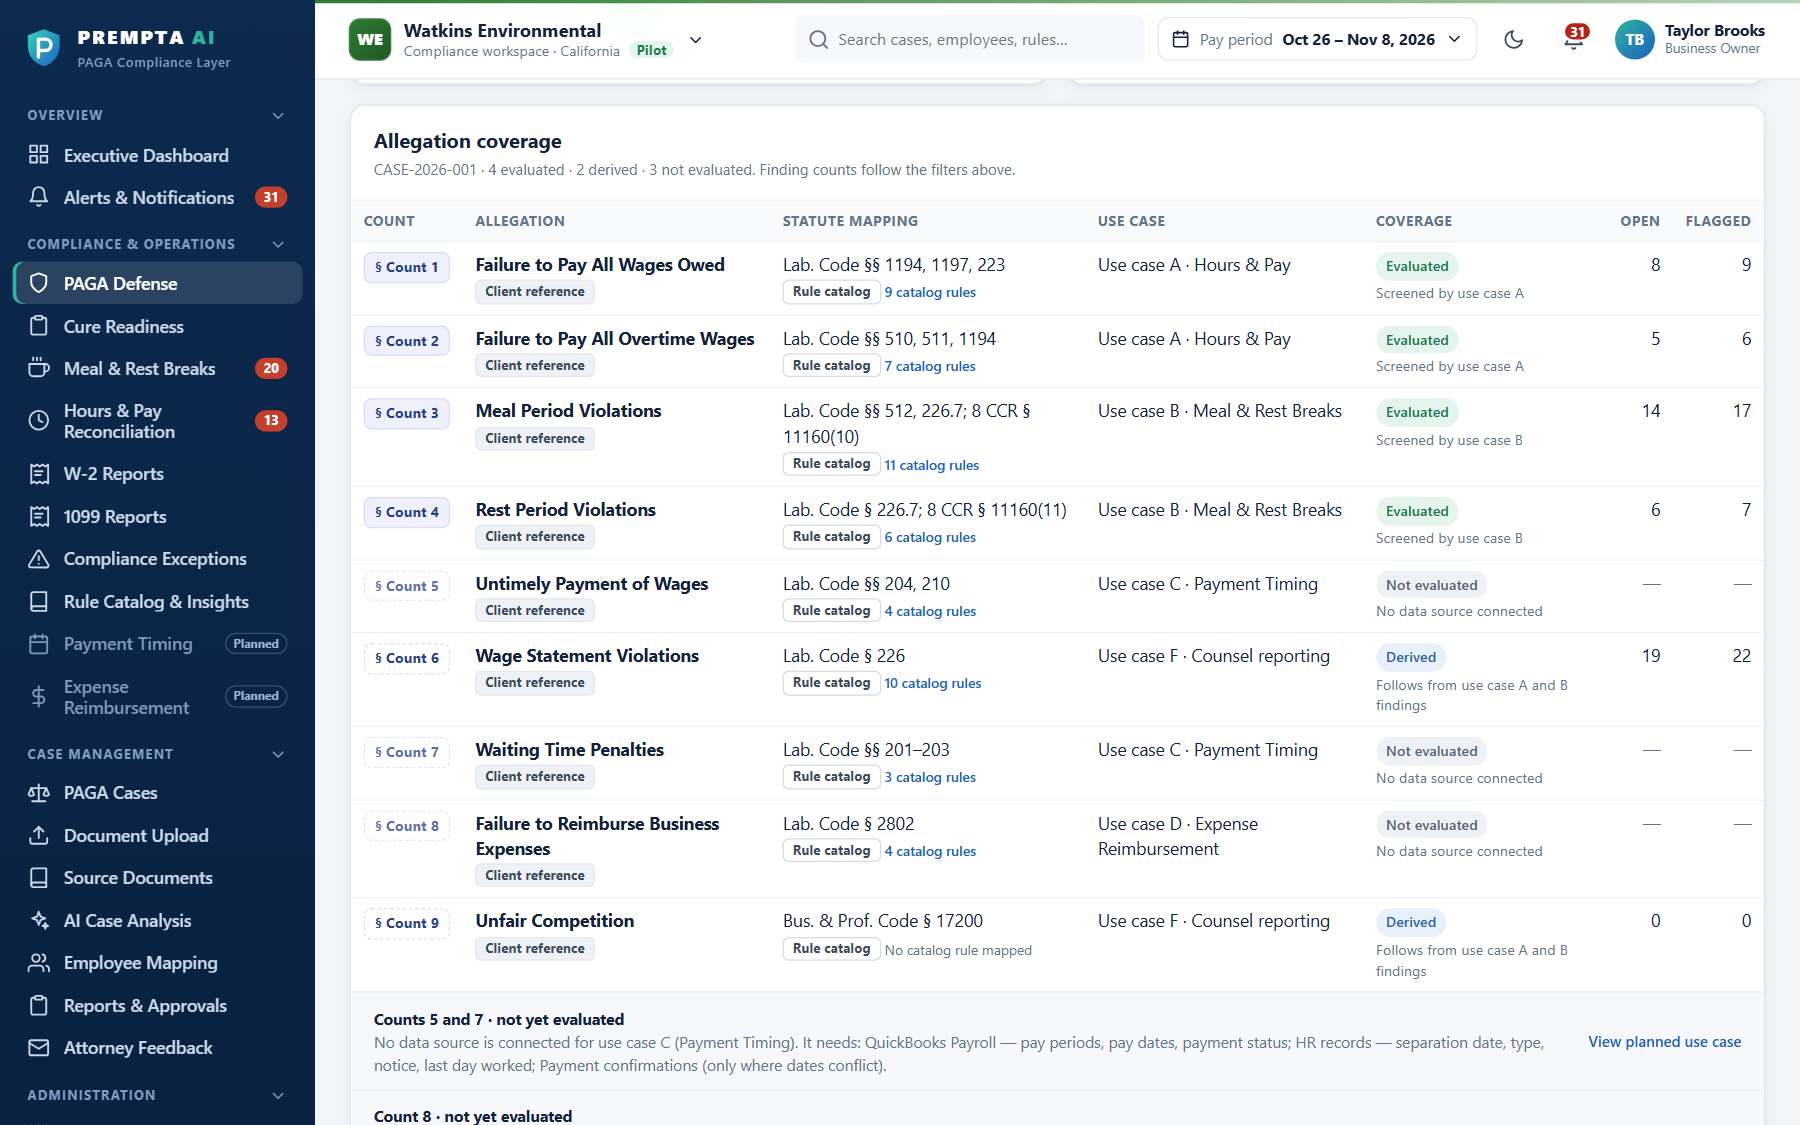 PREMPTA AI
PAGA Compliance Layer
OVERVIEW
Executive Dashboard
Alerts & Notifications 31
COMPLIANCE & OPERATIONS
PAGA Defense
Cure Readiness
Meal & Rest Breaks 20
Hours & Pay
Reconciliation 13
W-2 Reports
1099 Reports
Compliance Exceptions
Rule Catalog & Insights
Payment Timing Planned
Expense
Reimbursement Planned
CASE MANAGEMENT
PAGA Cases
Document Upload
Source Documents
AI Case Analysis
Employee Mapping
Reports & Approvals
Attorney Feedback
ADMINISTRATION
WE
Watkins Environmental
Compliance workspace · California Pilot
Search cases, employees, rules...
Pay period Oct 26 – Nov 8, 2026
31
TB
Taylor Brooks
Business Owner
Allegation coverage
CASE-2026-001 · 4 evaluated · 2 derived · 3 not evaluated. Finding counts follow the filters above.
COUNT ALLEGATION STATUTE MAPPING USE CASE COVERAGE OPEN FLAGGED
§ Count 1 Failure to Pay All Wages Owed Lab. Code §§ 1194, 1197, 223 Use case A · Hours & Pay Evaluated 8 9
Client reference Rule catalog 9 catalog rules Screened by use case A
§ Count 2 Failure to Pay All Overtime Wages Lab. Code §§ 510, 511, 1194 Use case A · Hours & Pay Evaluated 5 6
Client reference Rule catalog 7 catalog rules Screened by use case A
§ Count 3 Meal Period Violations Lab. Code §§ 512, 226.7; 8 CCR § Use case B · Meal & Rest Breaks Evaluated 14 17
Client reference 11160(10) Screened by use case B
Rule catalog 11 catalog rules
§ Count 4 Rest Period Violations Lab. Code § 226.7; 8 CCR § 11160(11) Use case B · Meal & Rest Breaks Evaluated 6 7
Client reference Rule catalog 6 catalog rules Screened by use case B
§ Count 5 Untimely Payment of Wages Lab. Code §§ 204, 210 Use case C · Payment Timing Not evaluated — —
Client reference Rule catalog 4 catalog rules No data source connected
§ Count 6 Wage Statement Violations Lab. Code § 226 Use case F · Counsel reporting Derived 19 22
Client reference Rule catalog 10 catalog rules Follows from use case A and B
findings
§ Count 7 Waiting Time Penalties Lab. Code §§ 201–203 Use case C · Payment Timing Not evaluated — —
Client reference Rule catalog 3 catalog rules No data source connected
§ Count 8 Failure to Reimburse Business Lab. Code § 2802 Use case D · Expense Not evaluated — —
Expenses Rule catalog 4 catalog rules Reimbursement No data source connected
Client reference
§ Count 9 Unfair Competition Bus. & Prof. Code § 17200 Use case F · Counsel reporting Derived 0 0
Client reference Rule catalog No catalog rule mapped Follows from use case A and B
findings
Counts 5 and 7 · not yet evaluated
No data source is connected for use case C (Payment Timing). It needs: QuickBooks Payroll — pay periods, pay dates, payment status; HR records — separation date, type, View planned use case
notice, last day worked; Payment confirmations (only where dates conflict).
Count 8 · not yet evaluated